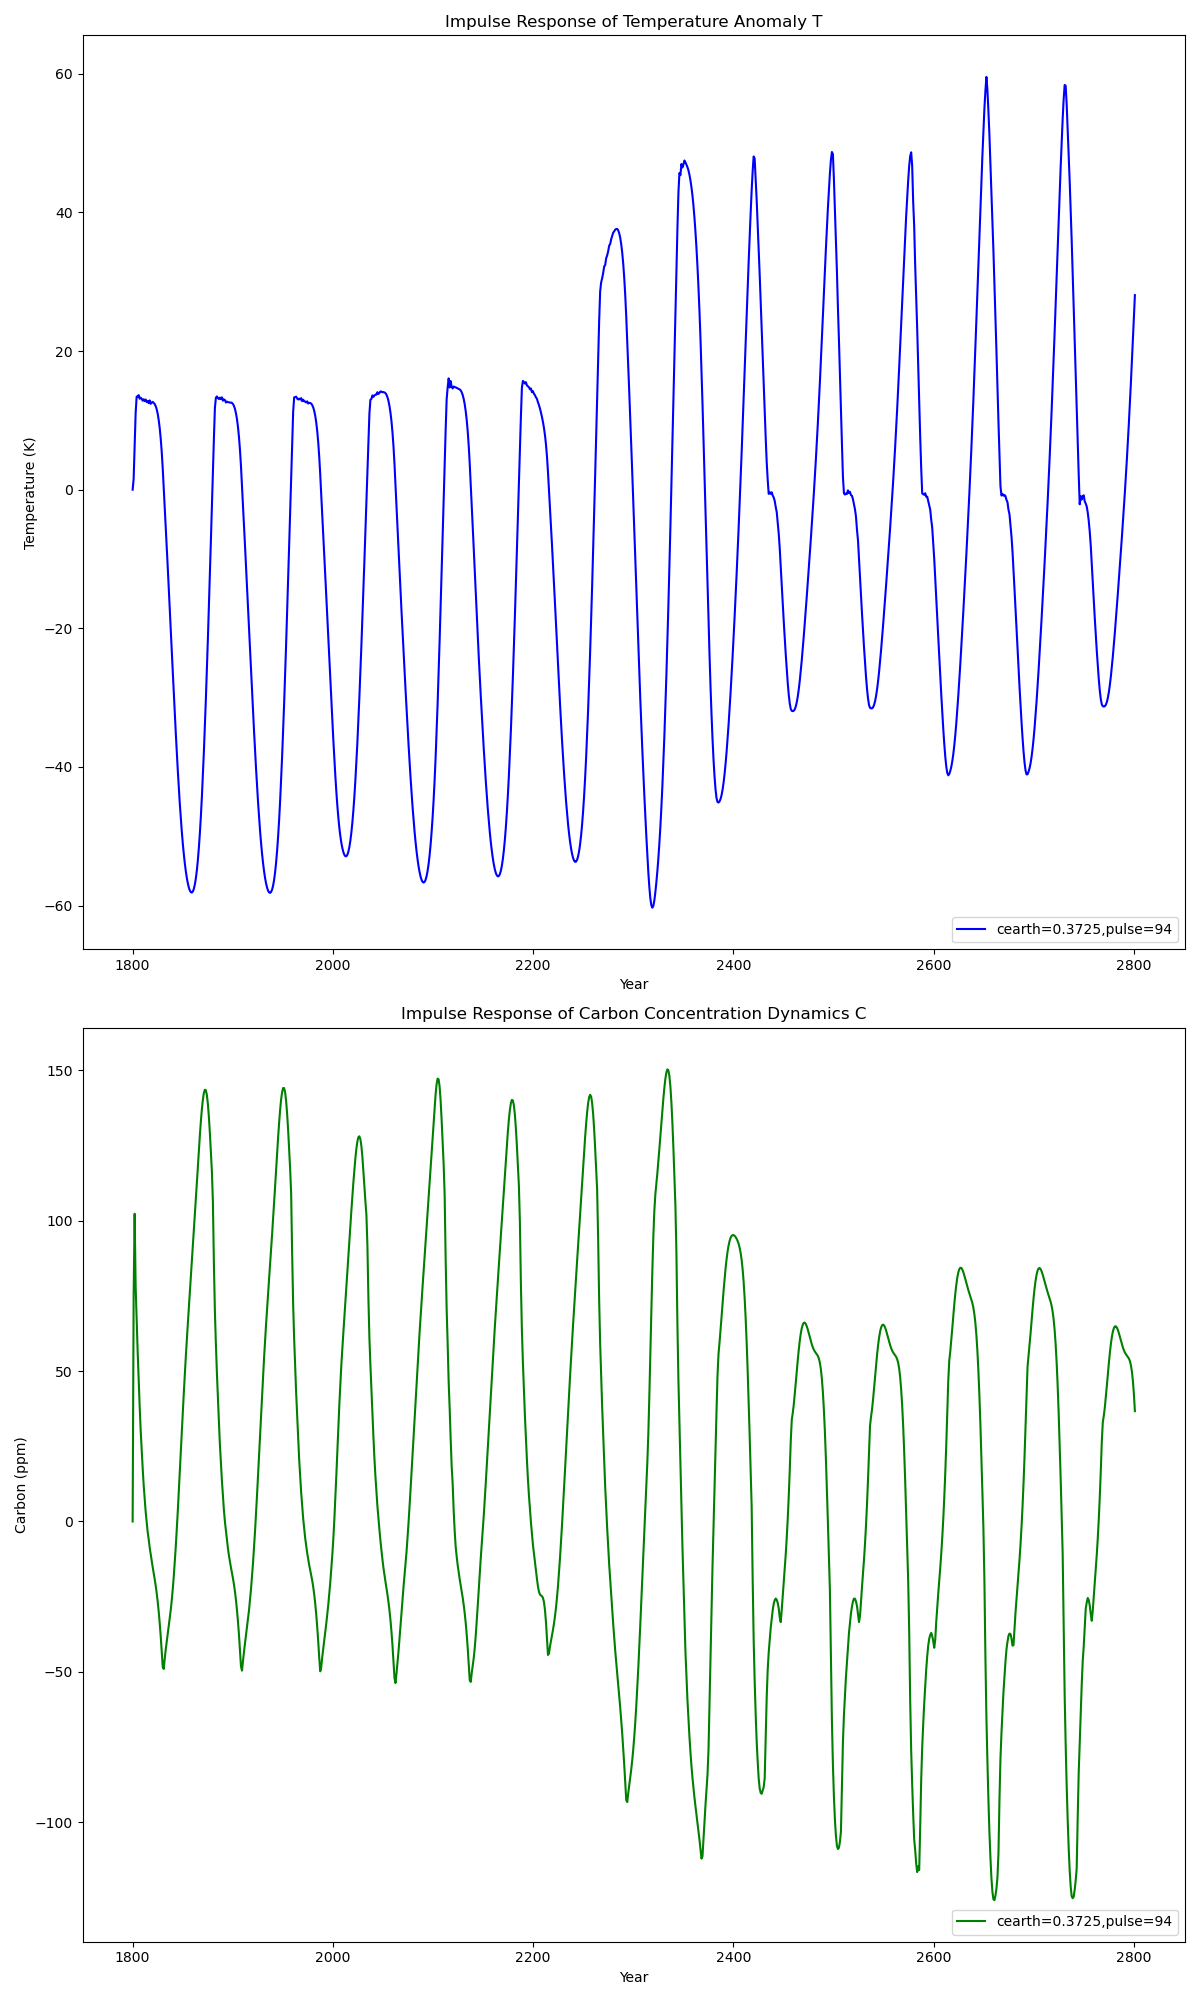 Impulse Response of Temperature Anomaly T
60
40
20
0
−20
−40
−60
Temperature (K)
cearth=0.3725,pulse=94
1800 2000 2200 2400 2600 2800
Year
Impulse Response of Carbon Concentration Dynamics C
150
100
50
0
−50
−100
Carbon (ppm)
cearth=0.3725,pulse=94
1800 2000 2200 2400 2600 2800
Year